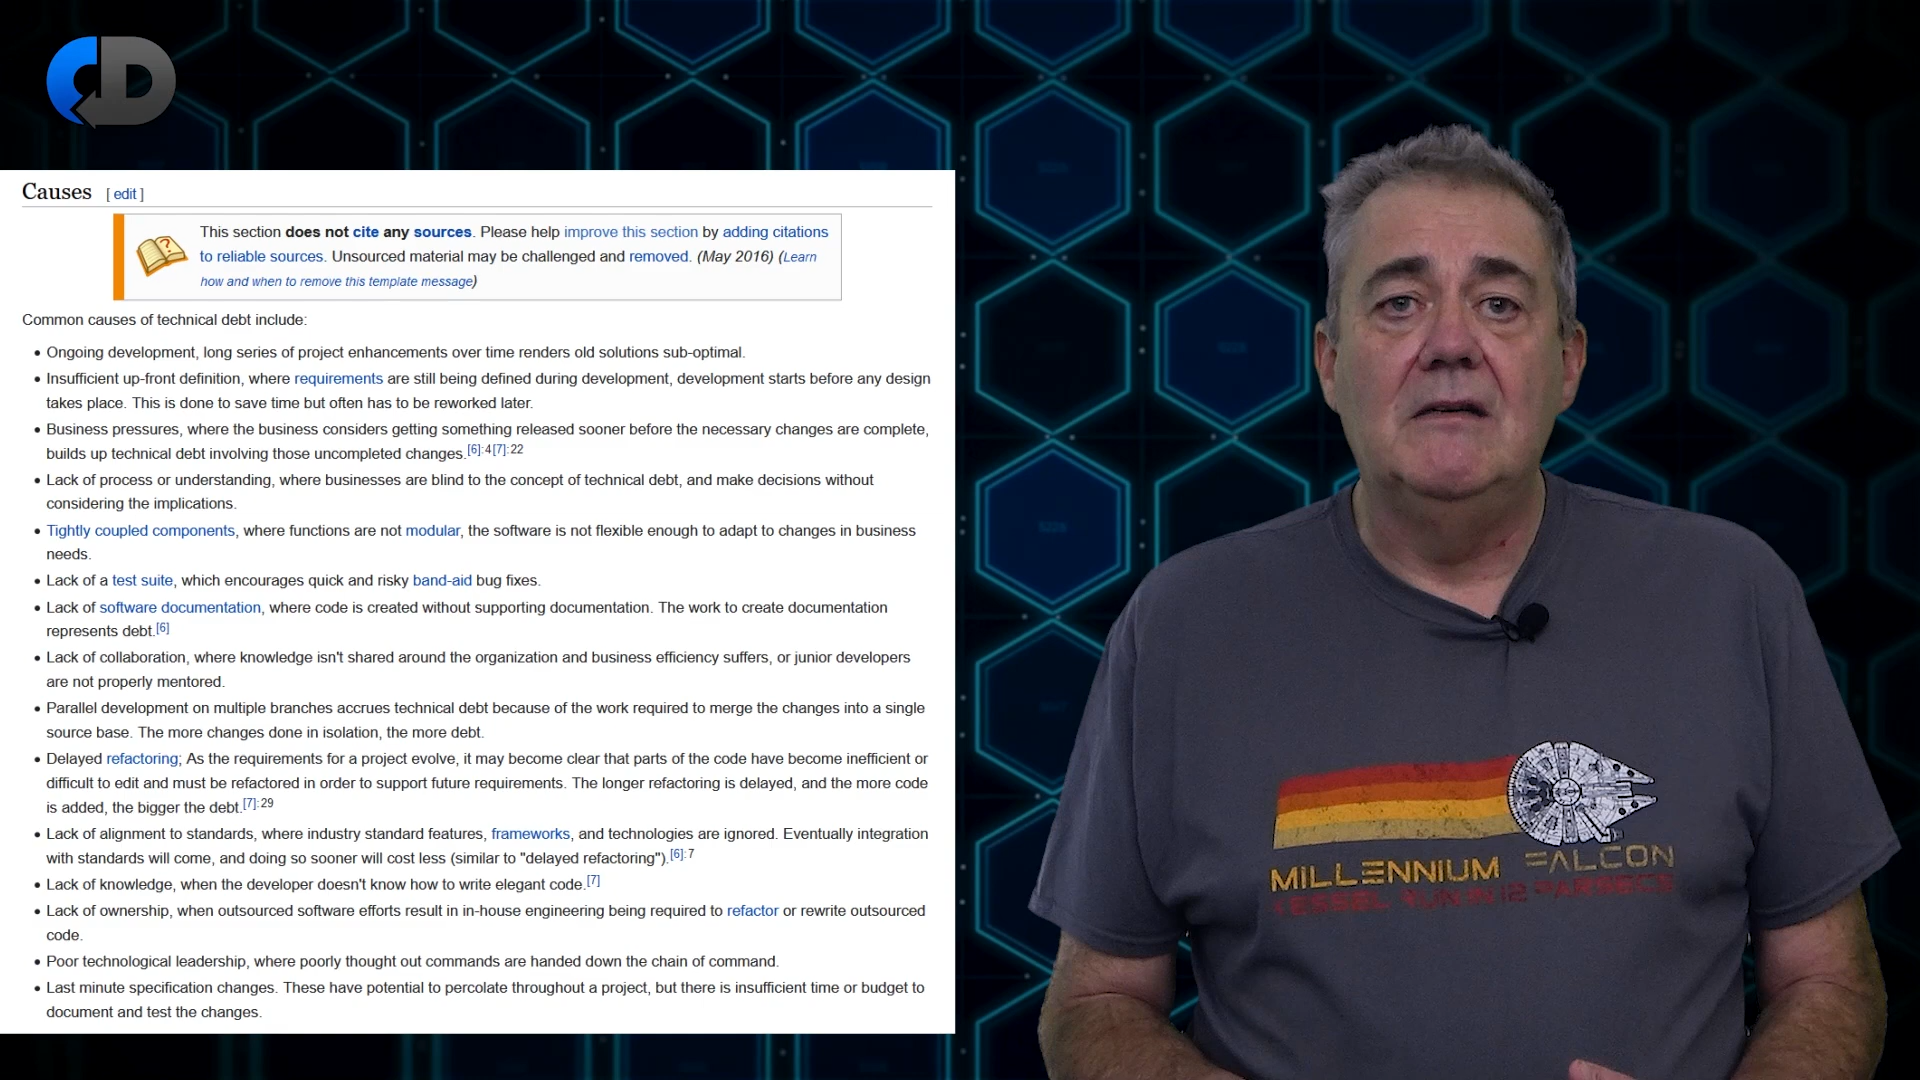 CD
Causes [ edit ]
This section does not cite any sources. Please help improve this section by adding citations
to reliable sources. Unsourced material may be challenged and removed. (May 2016) (Learn
how and when to remove this template message)
Common causes of technical debt include:
• Ongoing development, long series of project enhancements over time renders old solutions sub-optimal.
• Insufficient up-front definition, where requirements are still being defined during development, development starts before any design
takes place. This is done to save time but often has to be reworked later.
• Business pressures, where the business considers getting something released sooner before the necessary changes are complete,
builds up technical debt involving those uncompleted changes.[6]:4[7]:22
• Lack of process or understanding, where businesses are blind to the concept of technical debt, and make decisions without
considering the implications.
• Tightly coupled components, where functions are not modular, the software is not flexible enough to adapt to changes in business
needs.
• Lack of a test suite, which encourages quick and risky band-aid bug fixes.
• Lack of software documentation, where code is created without supporting documentation. The work to create documentation
represents debt.[6]
• Lack of collaboration, where knowledge isn't shared around the organization and business efficiency suffers, or junior developers
are not properly mentored.
• Parallel development on multiple branches accrues technical debt because of the work required to merge the changes into a single
source base. The more changes done in isolation, the more debt.
• Delayed refactoring; As the requirements for a project evolve, it may become clear that parts of the code have become inefficient or
difficult to edit and must be refactored in order to support future requirements. The longer refactoring is delayed, and the more code
is added, the bigger the debt.[7]:29
• Lack of alignment to standards, where industry standard features, frameworks, and technologies are ignored. Eventually integration
with standards will come, and doing so sooner will cost less (similar to "delayed refactoring").[6]:7
• Lack of knowledge, when the developer doesn't know how to write elegant code.[7]
• Lack of ownership, when outsourced software efforts result in in-house engineering being required to refactor or rewrite outsourced
code.
• Poor technological leadership, where poorly thought out commands are handed down the chain of command.
• Last minute specification changes. These have potential to percolate throughout a project, but there is insufficient time or budget to
document and test the changes.
MILLENNIUM FALCON
KESSEL RUN IN 12 PARSECS